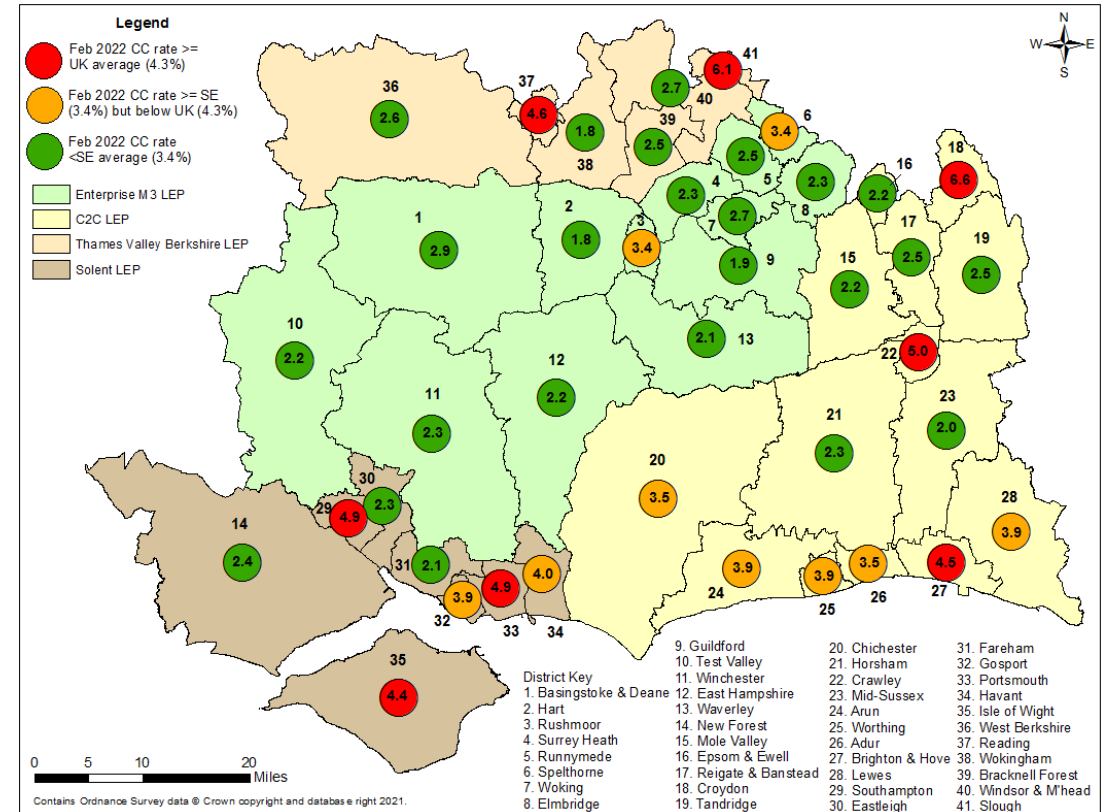 Legend
Feb 2022 CC rate >=
UK average (4.3%)
Feb 2022 CC rate >= SE
(3.4%) but below UK (4.3%)
Feb 2022 CC rate
<SE average (3.4%)
Enterprise M3 LEP
C2C LEP
Thames Valley Berkshire LEP
Solent LEP
N
W E
S
36
2.6
37
4.6
1.8
38
2.7
39
2.5
40
6.1
41
3.4
6
2.5
5
2.3
4
2.3
8
2.7
7
16
2.2
18
6.6
17
2.5
19
2.5
15
2.2
1
2.9
2
1.8
3
3.4
1.9
9
2.1
13
10
2.2
11
2.3
12
2.2
22
5.0
23
2.0
21
2.3
20
3.5
28
3.9
30
2.3
29
4.9
14
2.4
31
2.1
3.9
32
4.9
33
4.0
34
3.9
24
3.9
25
3.5
26
4.5
27
35
4.4
District Key
1. Basingstoke & Deane
2. Hart
3. Rushmoor
4. Surrey Heath
5. Runnymede
6. Spelthorne
7. Woking
8. Elmbridge
9. Guildford
10. Test Valley
11. Winchester
12. East Hampshire
13. Waverley
14. New Forest
15. Mole Valley
16. Epsom & Ewell
17. Reigate & Banstead
18. Croydon
19. Tandridge
20. Chichester
21. Horsham
22. Crawley
23. Mid-Sussex
24. Arun
25. Worthing
26. Adur
27. Brighton & Hove
28. Lewes
29. Southampton
30. Eastleigh
31. Fareham
32. Gosport
33. Portsmouth
34. Havant
35. Isle of Wight
36. West Berkshire
37. Reading
38. Wokingham
39. Bracknell Forest
40. Windsor & M'head
41. Slough
0 5 10 20
Miles
Contains Ordnance Survey data © Crown copyright and database right 2021.